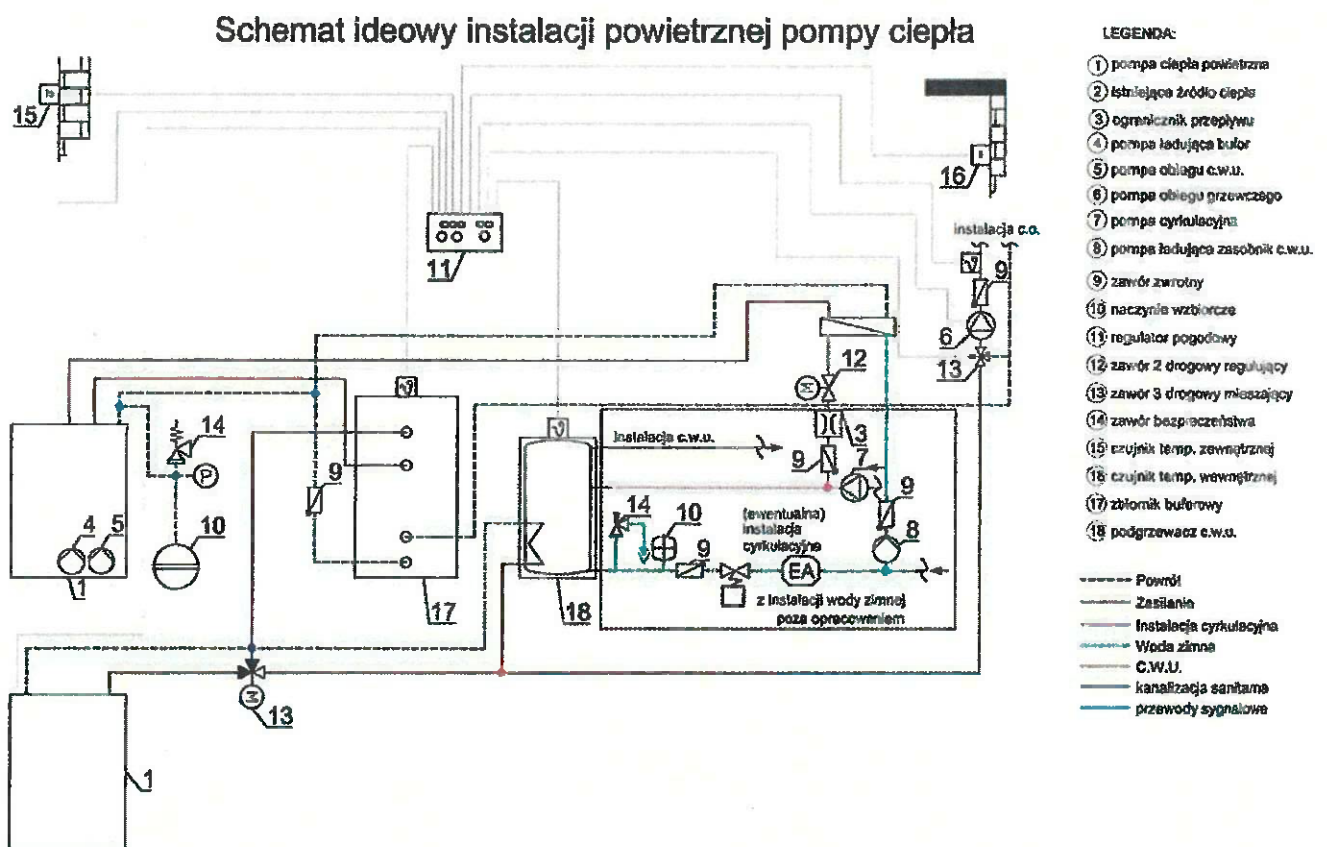 Schemat ideowy instalacji powietrznej pompy ciepła
15
16
11
instalacja c.o.
9
6
13
12
14
P
4
5
10
1
9
17
M
3
9
7
Instalacja c.w.u.
14
10
(ewentualna)
instalacja
cyrkulacyjna
9
EA
9
8
z instalacji wody zimnej
poza opracowaniem
18
M
13
1
LEGENDA:
1 pompa ciepła powietrzna
2 istniejące źródło ciepła
3 ogranicznik przepływu
4 pompa ładująca bufor
5 pompa obiegu c.w.u.
6 pompa obiegu grzewczego
7 pompa cyrkulacyjna
8 pompa ładująca zasobnik c.w.u.
9 zawór zwrotny
10 naczynie wzbiorcze
11 regulator pogodowy
12 zawór 2 drogowy regulujący
13 zawór 3 drogowy mieszający
14 zawór bezpieczeństwa
15 czujnik temp. zewnętrznej
16 czujnik temp. wewnętrznej
17 zbiornik buforowy
18 podgrzewacz c.w.u.
Powrót
Zasilanie
Instalacja cyrkulacyjna
Woda zimna
C.W.U.
kanalizacja sanitarna
przewody sygnałowe